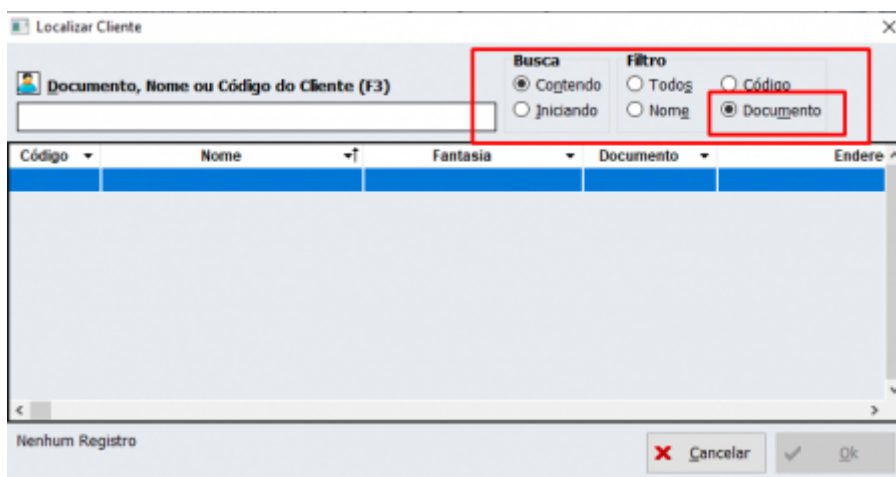 Localizar Cliente
Busca
Filtro
Documento, Nome ou Código do Cliente (F3)
Contendo
Todos
Código
Iniciando
Nome
Documento
Código
Nome
Fantasia
Documento
Endere
Nenhum Registro
Cancelar
Ok